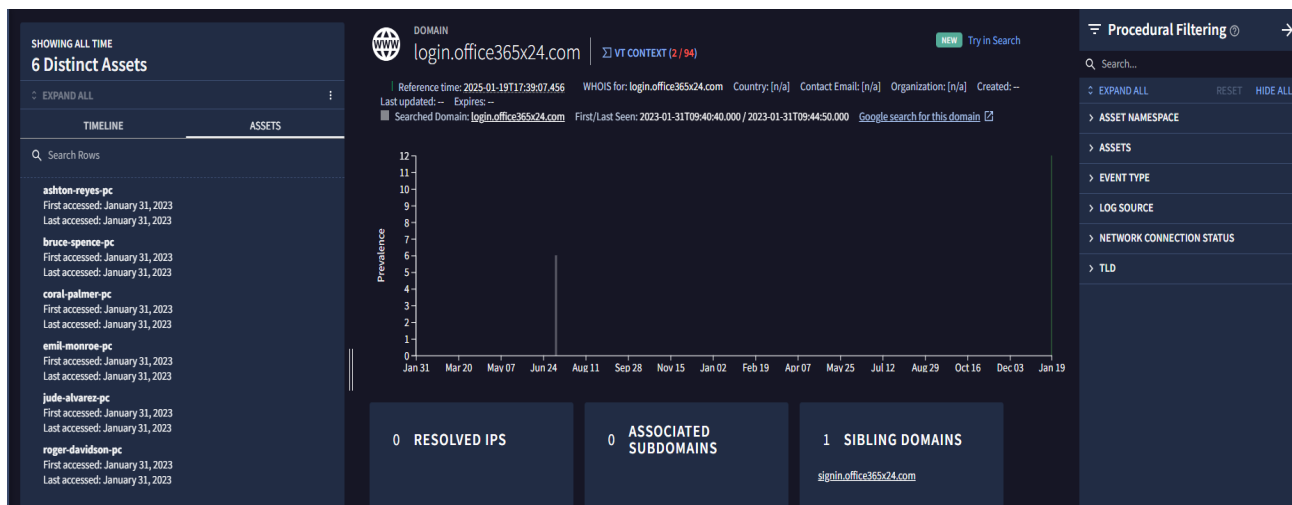 SHOWING ALL TIME
6 Distinct Assets
EXPAND ALL
TIMELINE ASSETS
Search Rows
ashton-reyes-pc
First accessed: January 31, 2023
Last accessed: January 31, 2023
bruce-spence-pc
First accessed: January 31, 2023
Last accessed: January 31, 2023
coral-palmer-pc
First accessed: January 31, 2023
Last accessed: January 31, 2023
emil-monroe-pc
First accessed: January 31, 2023
Last accessed: January 31, 2023
jude-alvarez-pc
First accessed: January 31, 2023
Last accessed: January 31, 2023
roger-davidson-pc
First accessed: January 31, 2023
Last accessed: January 31, 2023
WWW
DOMAIN
login.office365x24.com
VT CONTEXT (2 / 94)
NEW Try in Search
Reference time: 2025-01-19T17:39:07.456 WHOIS for: login.office365x24.com Country: [n/a] Contact Email: [n/a] Organization: [n/a] Created: --
Last updated: -- Expires: --
Searched Domain: login.office365x24.com First/Last Seen: 2023-01-31T09:40:40.000 / 2023-01-31T09:44:50.000 Google search for this domain
Prevalence
12
11
10
9
8
7
6
5
4
3
2
1
0
Jan 31 Mar 20 May 07 Jun 24 Aug 11 Sep 28 Nov 15 Jan 02 Feb 19 Apr 07 May 25 Jul 12 Aug 29 Oct 16 Dec 03 Jan 19
0 RESOLVED IPS
0 ASSOCIATED
SUBDOMAINS
1 SIBLING DOMAINS
signin.office365x24.com
Procedural Filtering
Search...
EXPAND ALL RESET HIDE ALL
ASSET NAMESPACE
ASSETS
EVENT TYPE
LOG SOURCE
NETWORK CONNECTION STATUS
TLD